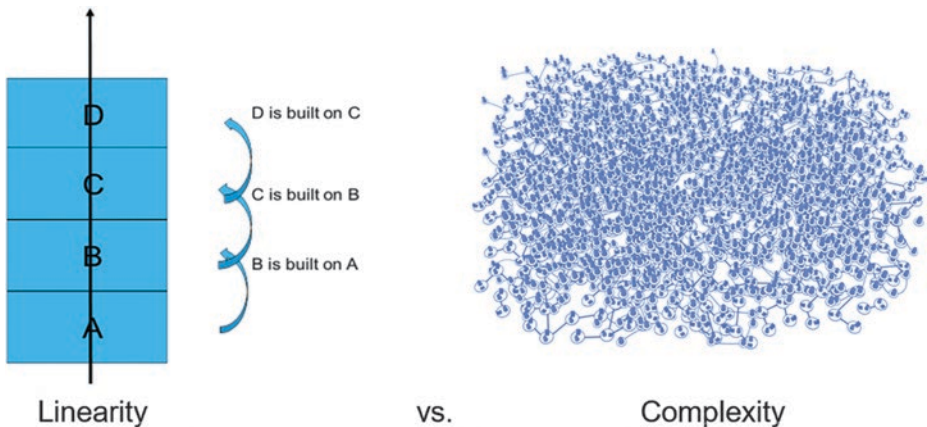 D
C
B
A
D is built on C
C is built on B
B is built on A
Linearity
vs.
Complexity